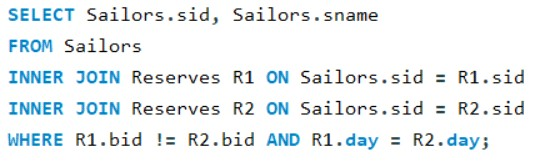 SELECT Sailors.sid, Sailors.sname
FROM Sailors
INNER JOIN Reserves R1 ON Sailors.sid = R1.sid
INNER JOIN Reserves R2 ON Sailors.sid = R2.sid
WHERE R1.bid != R2.bid AND R1.day = R2.day;